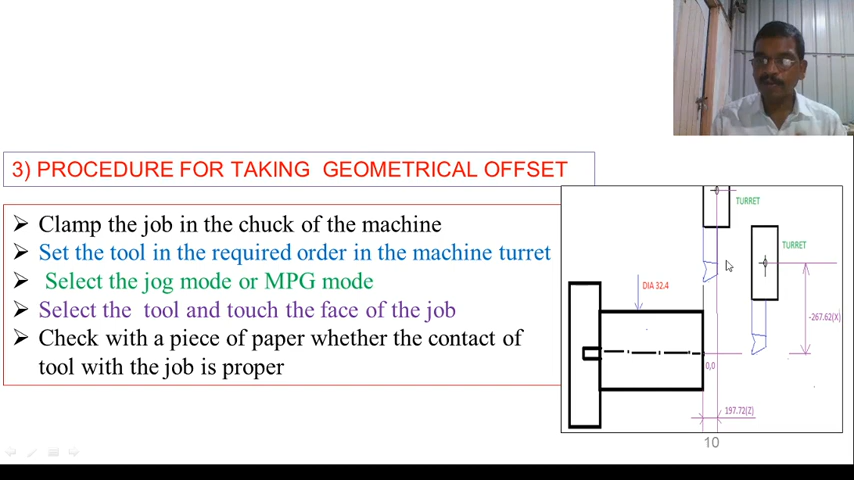 3) PROCEDURE FOR TAKING GEOMETRICAL OFFSET
➢ Clamp the job in the chuck of the machine
➢ Set the tool in the required order in the machine turret
➢ Select the jog mode or MPG mode
➢ Select the tool and touch the face of the job
➢ Check with a piece of paper whether the contact of
tool with the job is proper
TURRET
TURRET
DIA 32.4
-267.62(X)
0,0
197.72(Z)
10